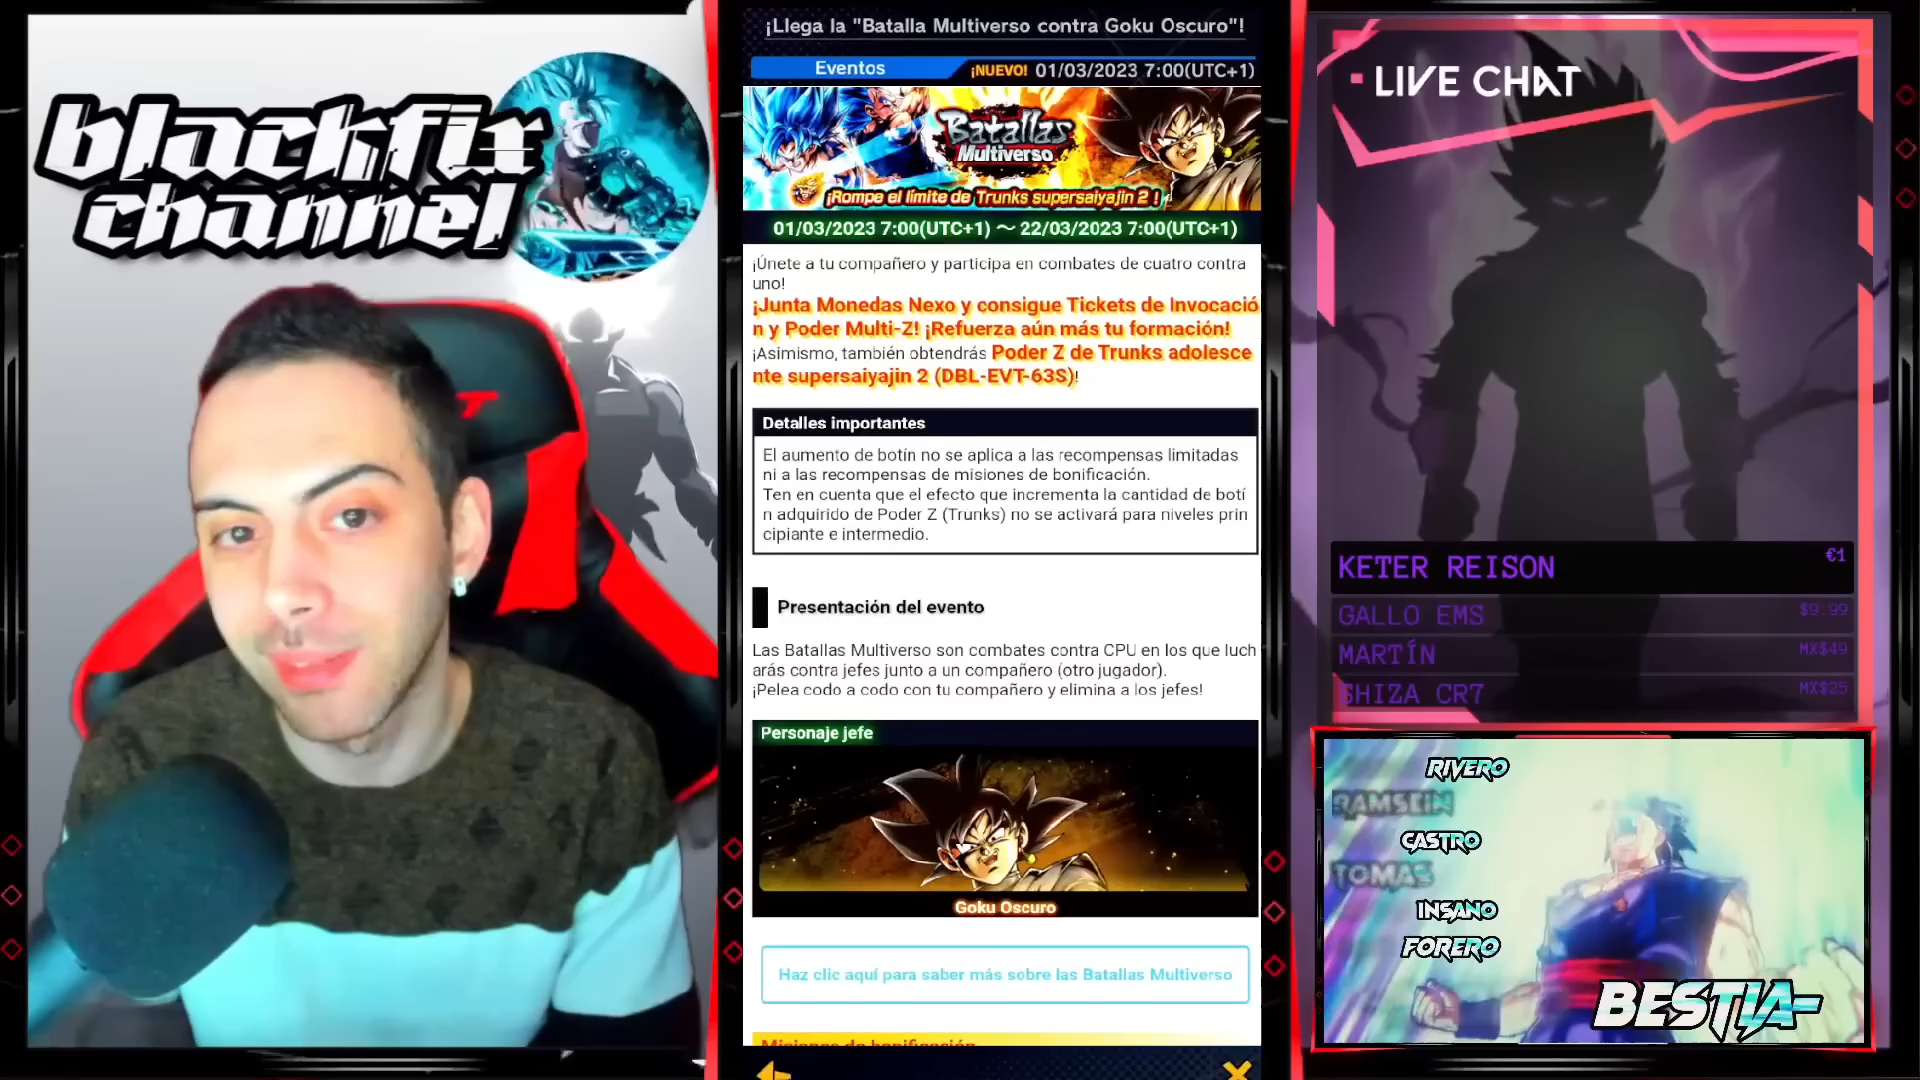 blackfix
channel
¡Llega la "Batalla Multiverso contra Goku Oscuro"!
Eventos
¡NUEVO! 01/03/2023 7:00(UTC+1)
Batallas
Multiverso
¡Rompe el límite de Trunks supersaiyajin 2 !
01/03/2023 7:00(UTC+1) ～ 22/03/2023 7:00(UTC+1)
¡Únete a tu compañero y participa en combates de cuatro contra
uno!
¡Junta Monedas Nexo y consigue Tickets de Invocació
n y Poder Multi-Z! ¡Refuerza aún más tu formación!
¡Asimismo, también obtendrás Poder Z de Trunks adolesce
nte supersaiyajin 2 (DBL-EVT-63S)!
Detalles importantes
El aumento de botín no se aplica a las recompensas limitadas
ni a las recompensas de misiones de bonificación.
Ten en cuenta que el efecto que incrementa la cantidad de botí
n adquirido de Poder Z (Trunks) no se activará para niveles prin
cipiante e intermedio.
Presentación del evento
Las Batallas Multiverso son combates contra CPU en los que luch
arás contra jefes junto a un compañero (otro jugador).
¡Pelea codo a codo con tu compañero y elimina a los jefes!
Personaje jefe
Goku Oscuro
Haz clic aquí para saber más sobre las Batallas Multiverso
Misiones de bonificación
LIVE CHAT
KETER REISON €1
GALLO EMS $9.99
MARTÍN MX$49
SHIZA CR7 MX$25
RIVERO
RAMSEIN
CASTRO
TOMAS
INSANO
FORERO
BESTIA-